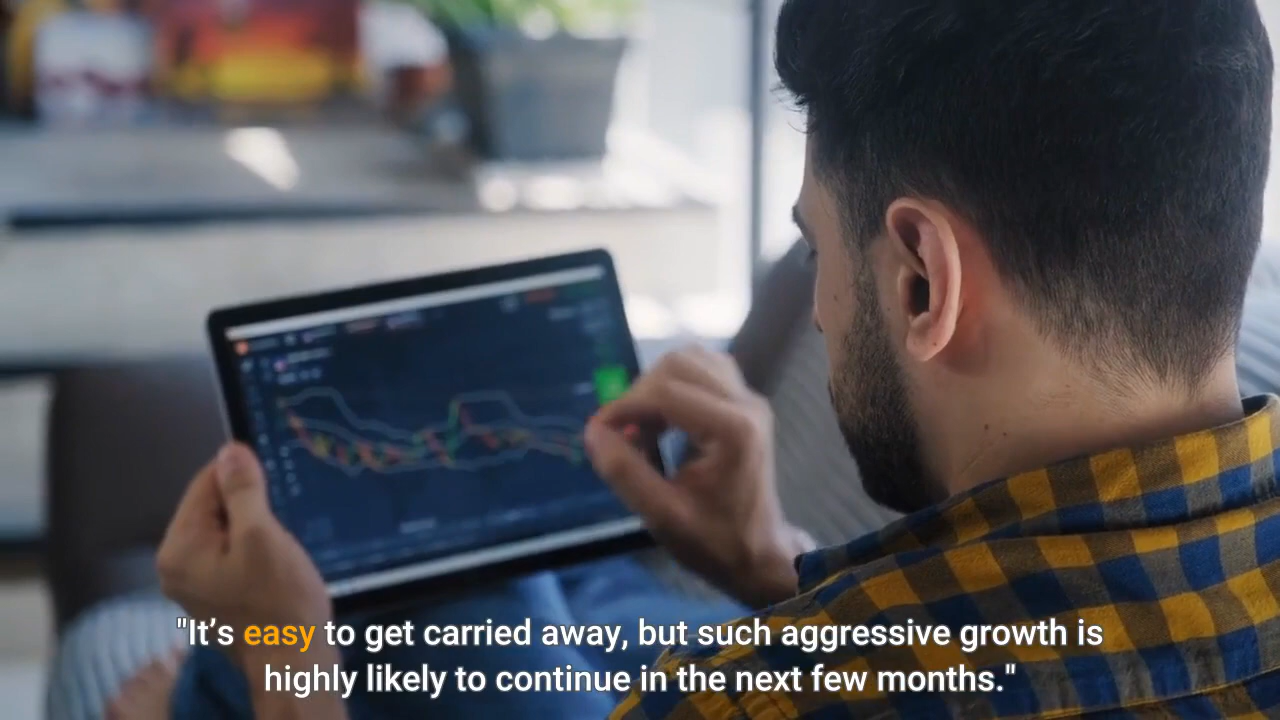 "It’s easy to get carried away, but such aggressive growth is
highly likely to continue in the next few months."